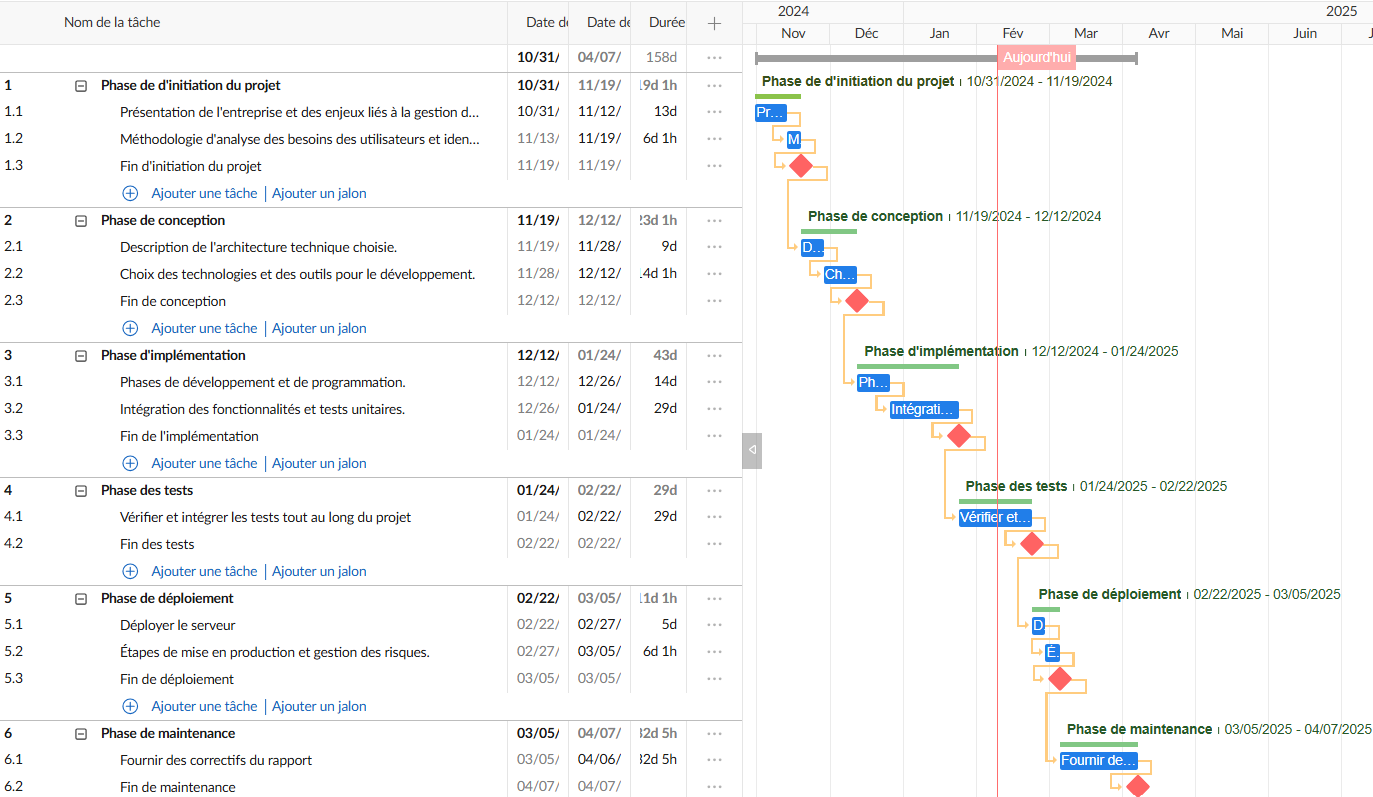 2024 2025
Nom de la tâche Date de Date de Durée Nov Déc Jan Fév Mar Avr Mai Juin
10/31/ 04/07/ 158d Aujourd'hui
1 Phase de d'initiation du projet 10/31/ 11/19/ 19d 1h Phase de d'initiation du projet 10/31/2024 - 11/19/2024
1.1 Présentation de l'entreprise et des enjeux liés à la gestion d... 10/31/ 11/12/ 13d Pr...
1.2 Méthodologie d'analyse des besoins des utilisateurs et iden... 11/13/ 11/19/ 6d 1h M
1.3 Fin d'initiation du projet 11/19/ 11/19/
Ajouter une tâche | Ajouter un jalon
2 Phase de conception 11/19/ 12/12/ 23d 1h Phase de conception 11/19/2024 - 12/12/2024
2.1 Description de l'architecture technique choisie. 11/19/ 11/28/ 9d D...
2.2 Choix des technologies et des outils pour le développement. 11/28/ 12/12/ 14d 1h Ch...
2.3 Fin de conception 12/12/ 12/12/
Ajouter une tâche | Ajouter un jalon
3 Phase d'implémentation 12/12/ 01/24/ 43d Phase d'implémentation 12/12/2024 - 01/24/2025
3.1 Phases de développement et de programmation. 12/12/ 12/26/ 14d Ph...
3.2 Intégration des fonctionnalités et tests unitaires. 12/26/ 01/24/ 29d Intégrati...
3.3 Fin de l'implémentation 01/24/ 01/24/
Ajouter une tâche | Ajouter un jalon
4 Phase des tests 01/24/ 02/22/ 29d Phase des tests 01/24/2025 - 02/22/2025
4.1 Vérifier et intégrer les tests tout au long du projet 01/24/ 02/22/ 29d Vérifier et...
4.2 Fin des tests 02/22/ 02/22/
Ajouter une tâche | Ajouter un jalon
5 Phase de déploiement 02/22/ 03/05/ 11d 1h Phase de déploiement 02/22/2025 - 03/05/2025
5.1 Déployer le serveur 02/22/ 02/27/ 5d D
5.2 Étapes de mise en production et gestion des risques. 02/27/ 03/05/ 6d 1h É.
5.3 Fin de déploiement 03/05/ 03/05/
Ajouter une tâche | Ajouter un jalon
6 Phase de maintenance 03/05/ 04/07/ 32d 5h Phase de maintenance 03/05/2025 - 04/07/2025
6.1 Fournir des correctifs du rapport 03/05/ 04/06/ 32d 5h Fournir de...
6.2 Fin de maintenance 04/07/ 04/07/